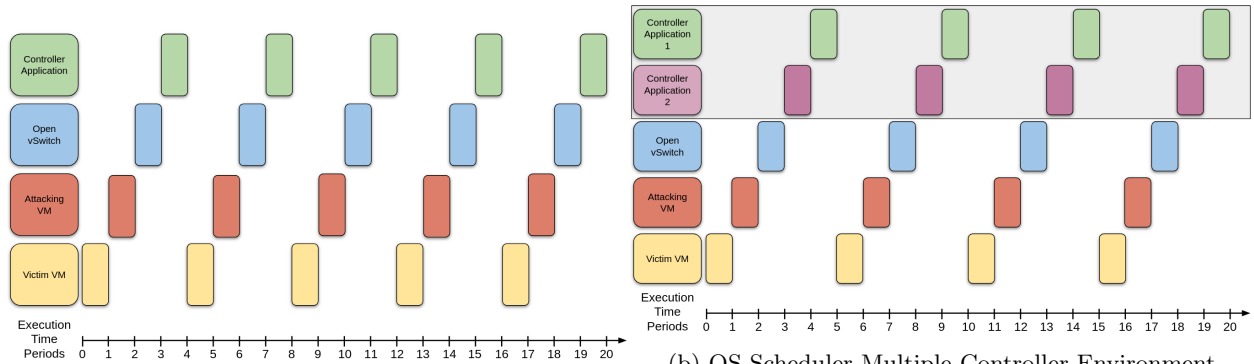 Controller
Application
Open
vSwitch
Attacking
VM
Victim VM
Execution
Time
Periods
0 1 2 3 4 5 6 7 8 9 10 11 12 13 14 15 16 17 18 19 20
Controller
Application
1
Controller
Application
2
Open
vSwitch
Attacking
VM
Victim VM
Execution
Time
Periods
0 1 2 3 4 5 6 7 8 9 10 11 12 13 14 15 16 17 18 19 20
(b) OS Scheduler Multiple Controller Environment